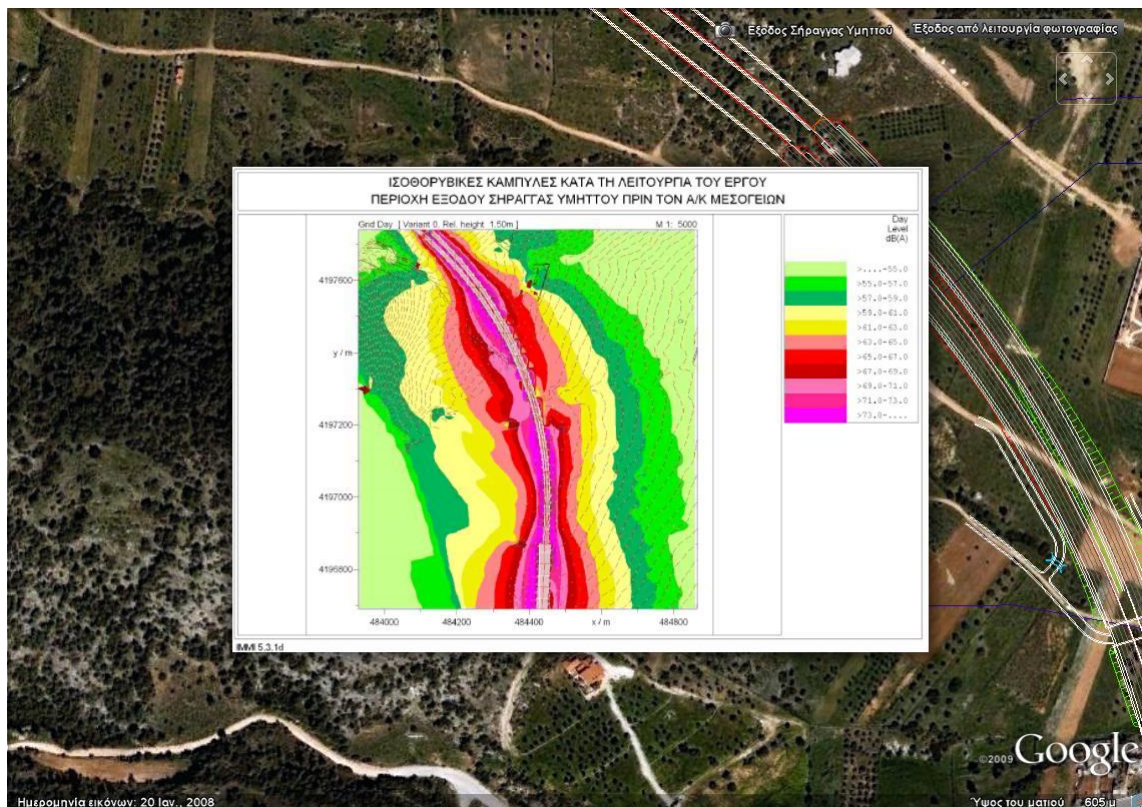 Έξοδος Σήραγγας Υμηττού
Έξοδος από λειτουργία φωτογραφίας
ΙΣΟΘΟΡΥΒΙΚΕΣ ΚΑΜΠΥΛΕΣ ΚΑΤΑ ΤΗ ΛΕΙΤΟΥΡΓΙΑ ΤΟΥ ΕΡΓΟΥ
ΠΕΡΙΟΧΗ ΕΞΟΔΟΥ ΣΗΡΑΓΓΑΣ ΥΜΗΤΤΟΥ ΠΡΙΝ ΤΟΝ Α/Κ ΜΕΣΟΓΕΙΩΝ
Grid Day [ Variant 0. Rel. height 1.50m ] M 1: 5000
Day
Level
dB(A)
>....-55.0
>55.0-57.0
>57.0-59.0
>59.0-61.0
>61.0-63.0
>63.0-65.0
>65.0-67.0
>67.0-69.0
>69.0-71.0
>71.0-73.0
>73.0-....
4197600
y / m
4197200
4197000
4196800
484000 484200 484400 x / m 484800
IMMI 5.3.1d
©2009 Google
Ημερομηνία εικόνων: 20 Ιαν., 2008
Ύψος του ματιού 605 μ